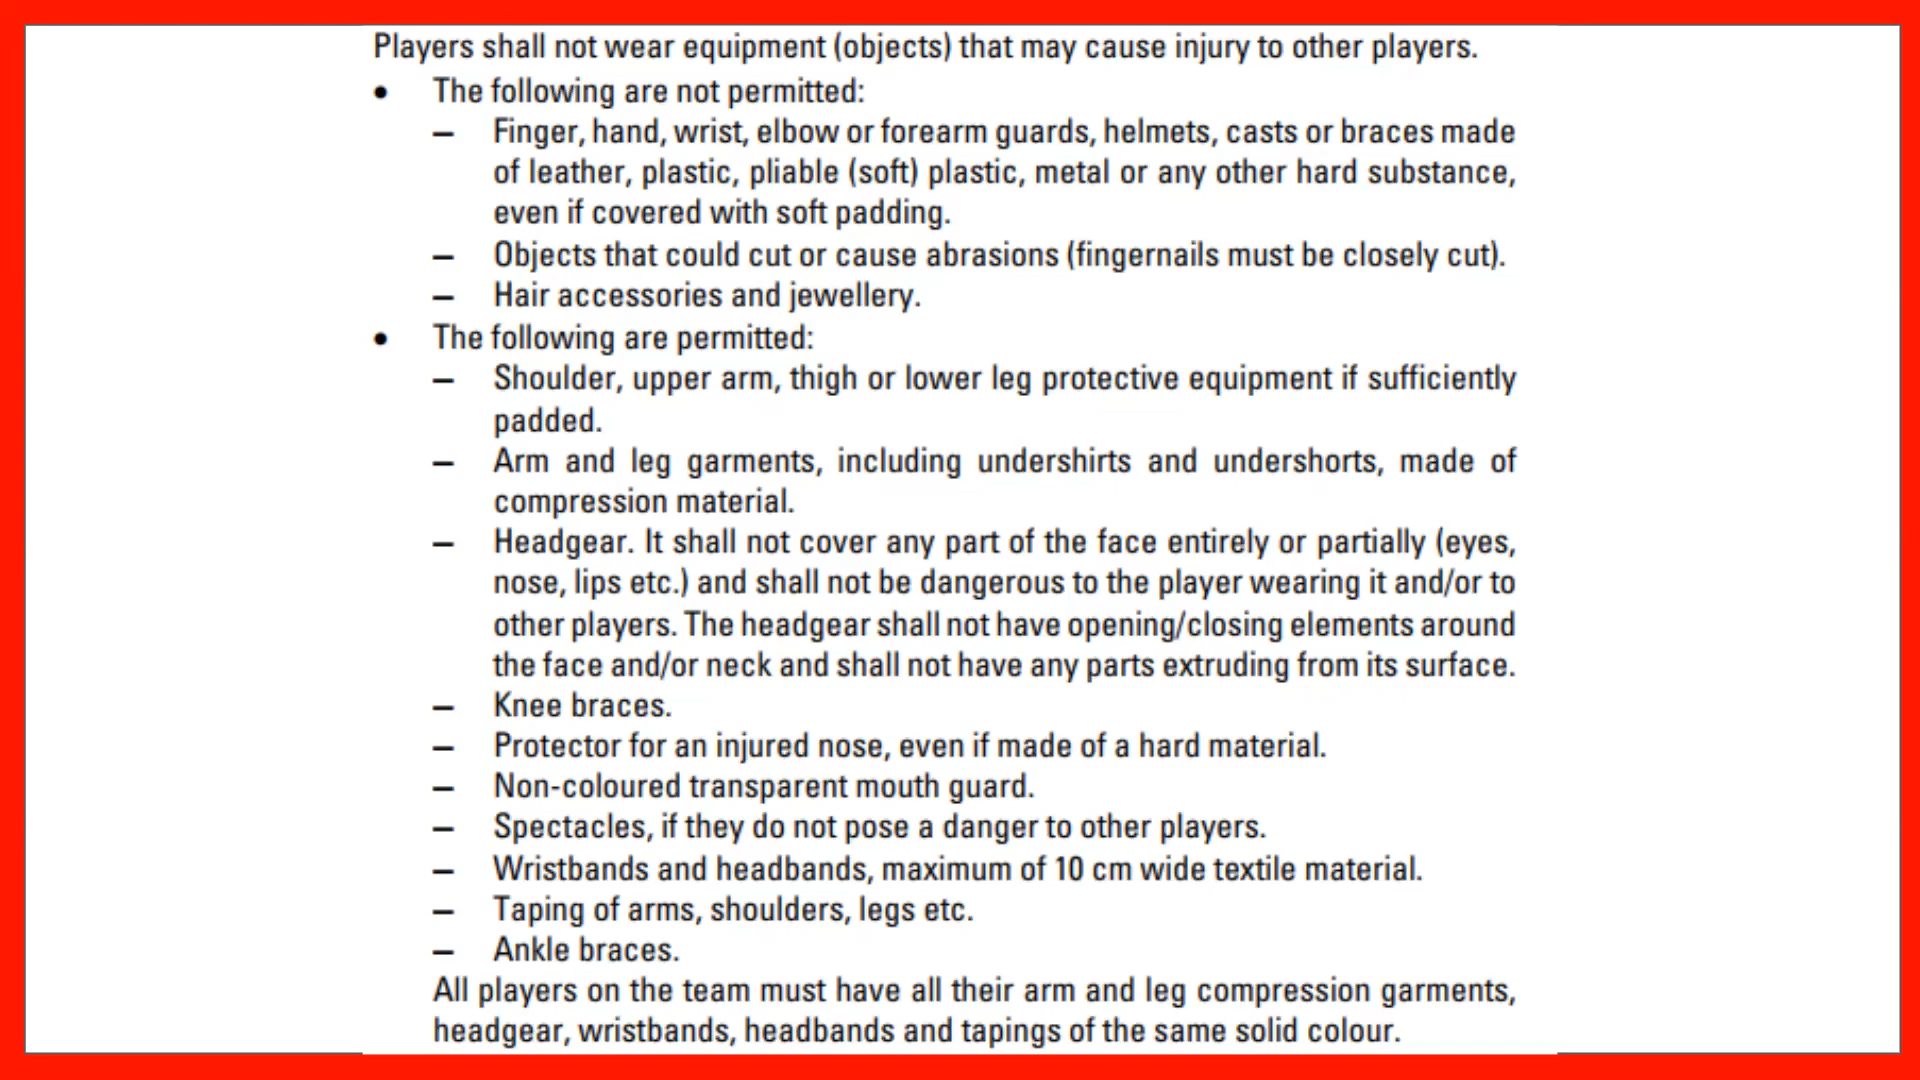 Players shall not wear equipment (objects) that may cause injury to other players.
• The following are not permitted:
– Finger, hand, wrist, elbow or forearm guards, helmets, casts or braces made
of leather, plastic, pliable (soft) plastic, metal or any other hard substance,
even if covered with soft padding.
– Objects that could cut or cause abrasions (fingernails must be closely cut).
– Hair accessories and jewellery.
• The following are permitted:
– Shoulder, upper arm, thigh or lower leg protective equipment if sufficiently
padded.
– Arm and leg garments, including undershirts and undershorts, made of
compression material.
– Headgear. It shall not cover any part of the face entirely or partially (eyes,
nose, lips etc.) and shall not be dangerous to the player wearing it and/or to
other players. The headgear shall not have opening/closing elements around
the face and/or neck and shall not have any parts extruding from its surface.
– Knee braces.
– Protector for an injured nose, even if made of a hard material.
– Non-coloured transparent mouth guard.
– Spectacles, if they do not pose a danger to other players.
– Wristbands and headbands, maximum of 10 cm wide textile material.
– Taping of arms, shoulders, legs etc.
– Ankle braces.
All players on the team must have all their arm and leg compression garments,
headgear, wristbands, headbands and tapings of the same solid colour.